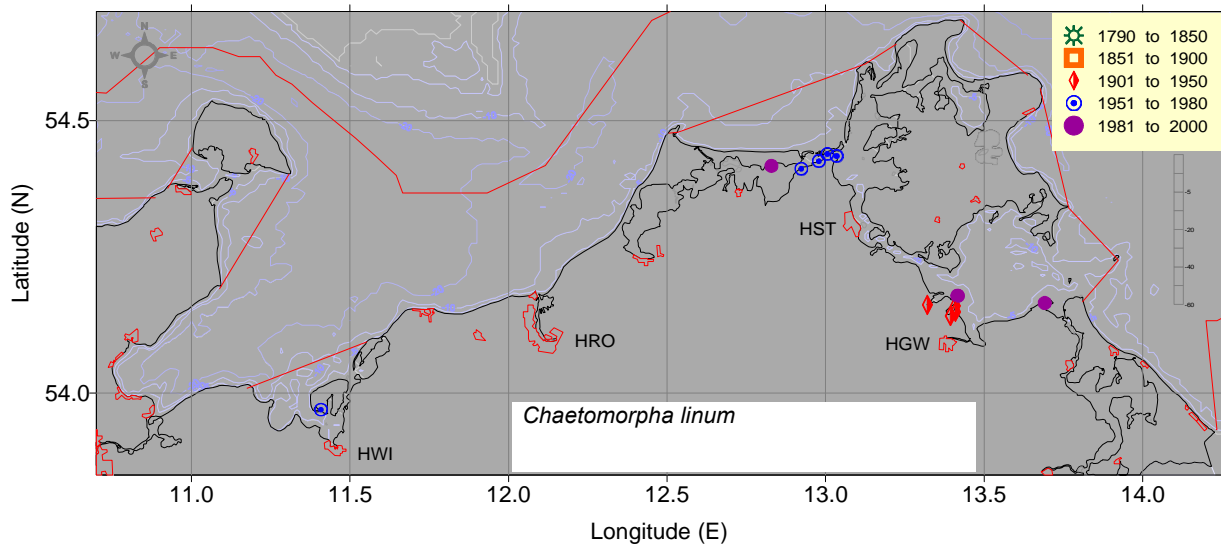 N
W E
S
1790 to 1850
1851 to 1900
1901 to 1950
1951 to 1980
1981 to 2000
54.5
54.0
Latitude (N)
HST
HRO
HGW
HWI
Chaetomorpha linum
11.0 11.5 12.0 12.5 13.0 13.5 14.0
Longitude (E)